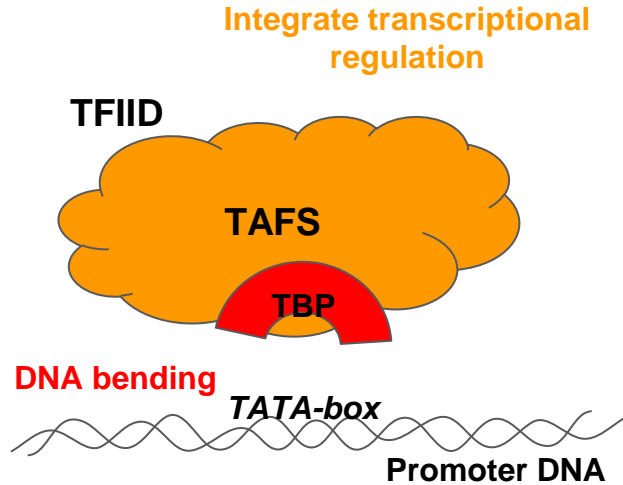 Integrate transcriptional
regulation
TFIID
TAFS
TBP
DNA bending
TATA-box
Promoter DNA